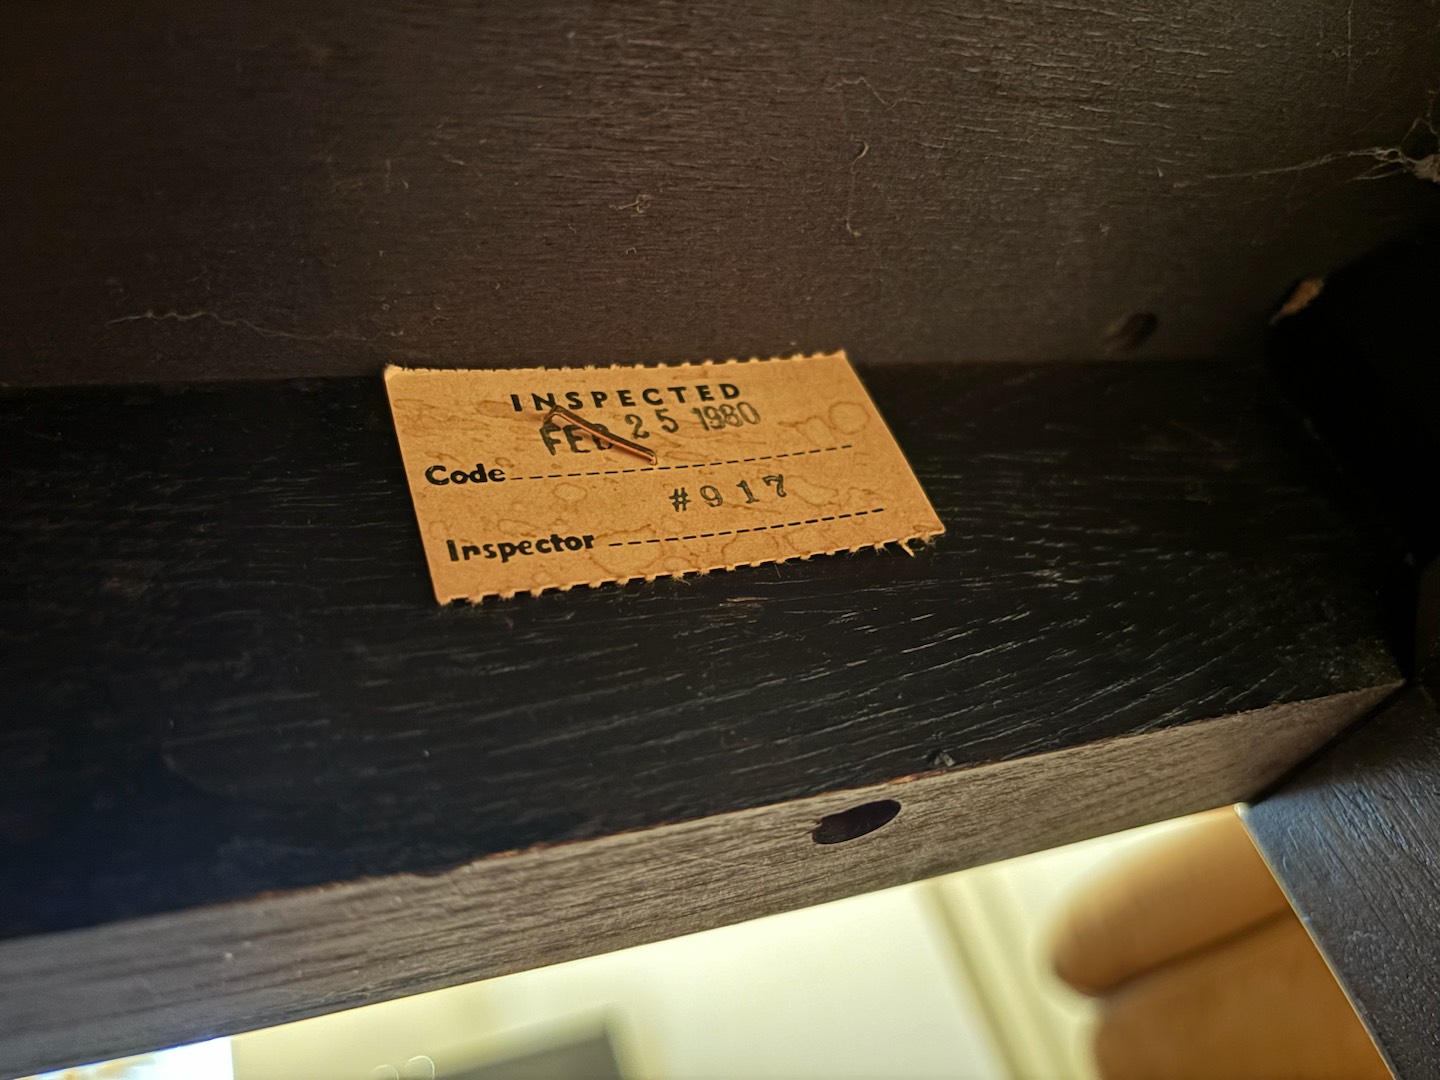 INSPECTED
FEB 25 1980
Code
#917
Inspector